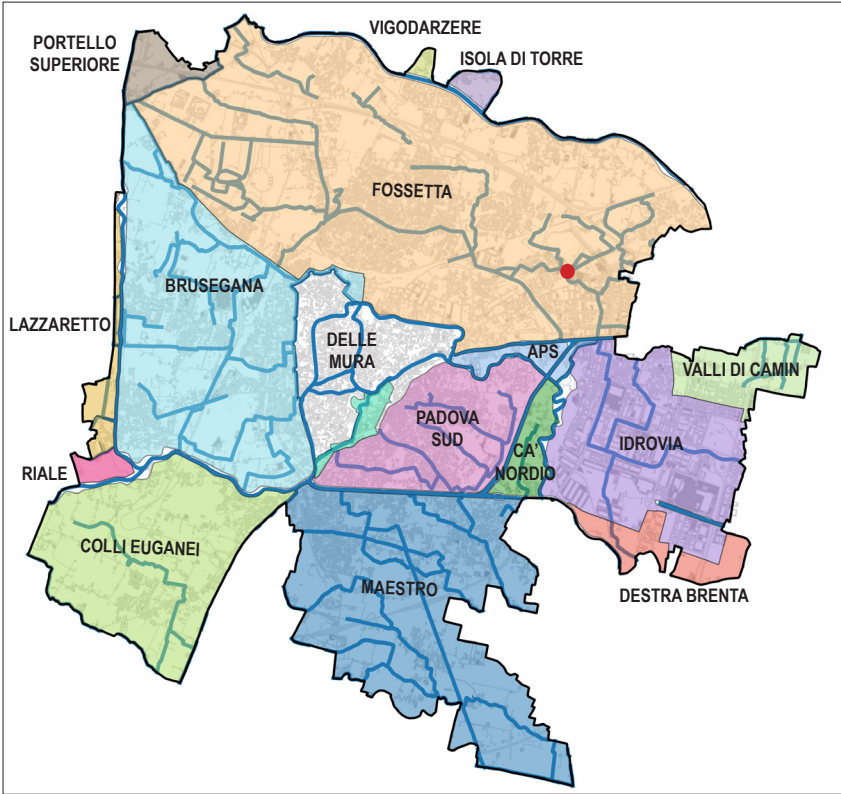 VIGODARZERE
PORTELLO
SUPERIORE
ISOLA DI TORRE
FOSSETTA
BRUSEGANA
LAZZARETTO
DELLE
MURA
APS
VALLI DI CAMIN
PADOVA
SUD
IDROVIA
CA'
NORDIO
RIALE
COLLI EUGANEI
MAESTRO
DESTRA BRENTA